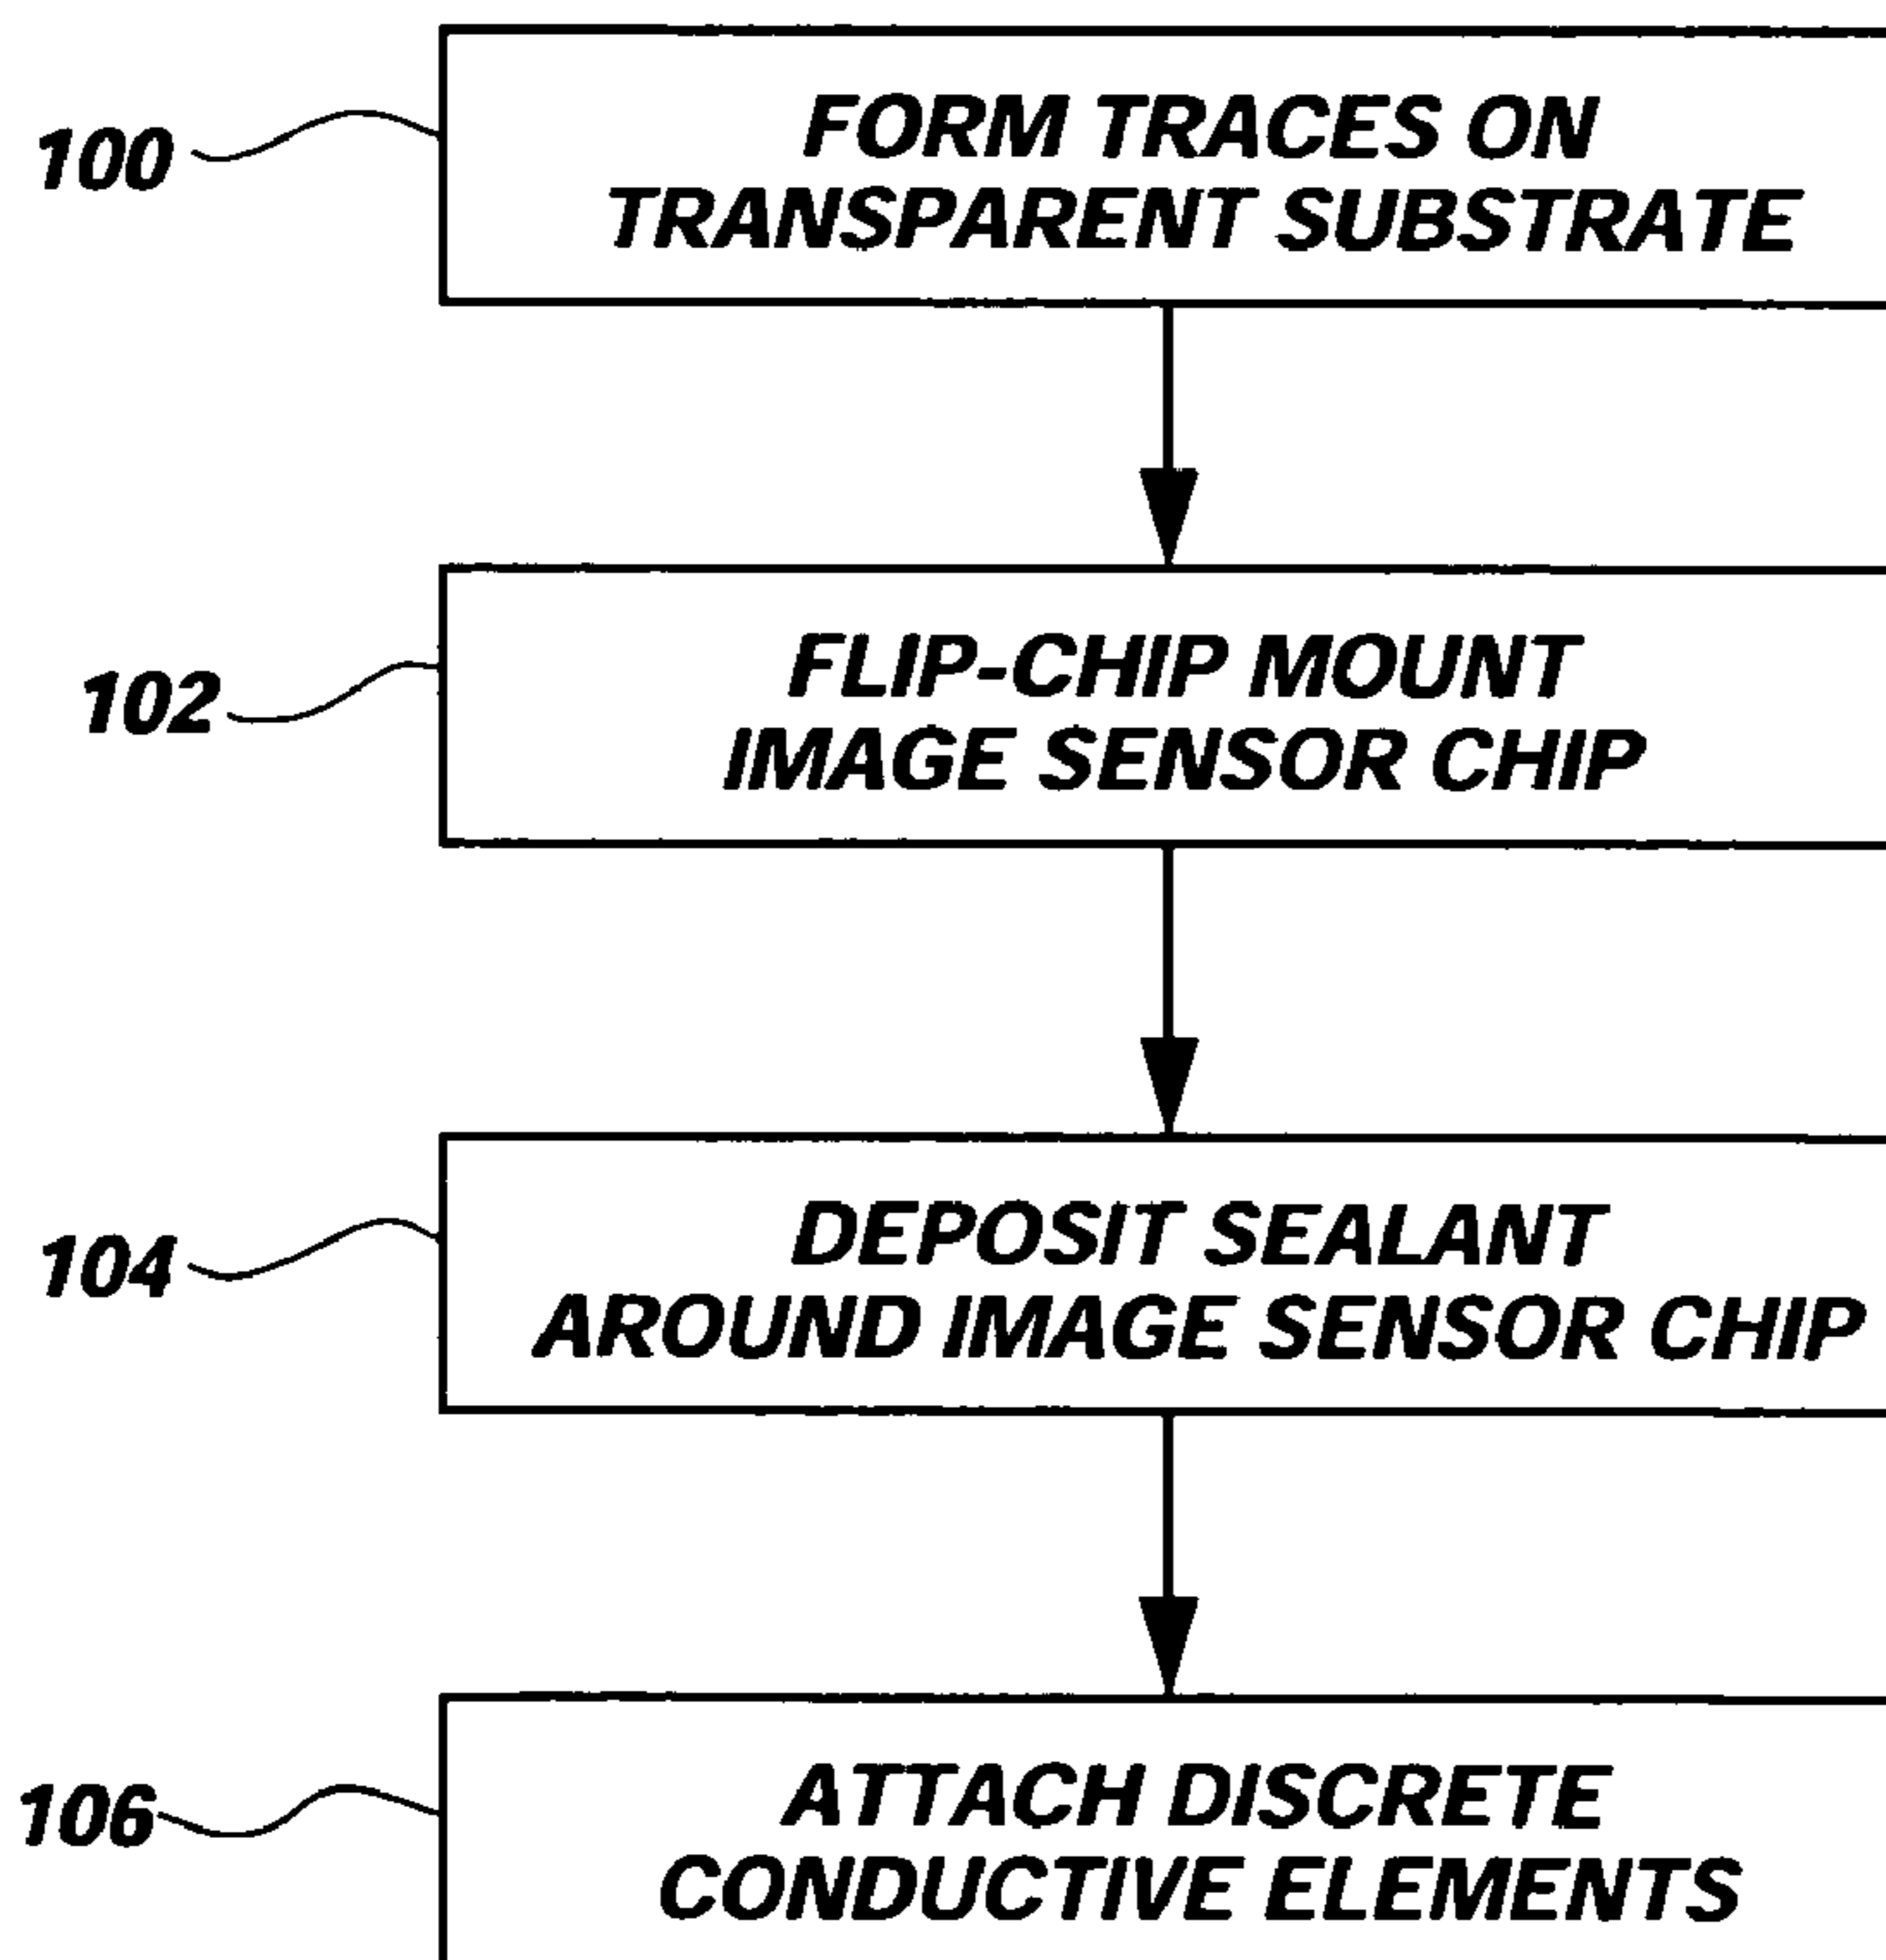 100
FORM TRACES ON
TRANSPARENT SUBSTRATE
102
FLIP-CHIP MOUNT
IMAGE SENSOR CHIP
104
DEPOSIT SEALANT
AROUND IMAGE SENSOR CHIP
106
ATTACH DISCRETE
CONDUCTIVE ELEMENTS